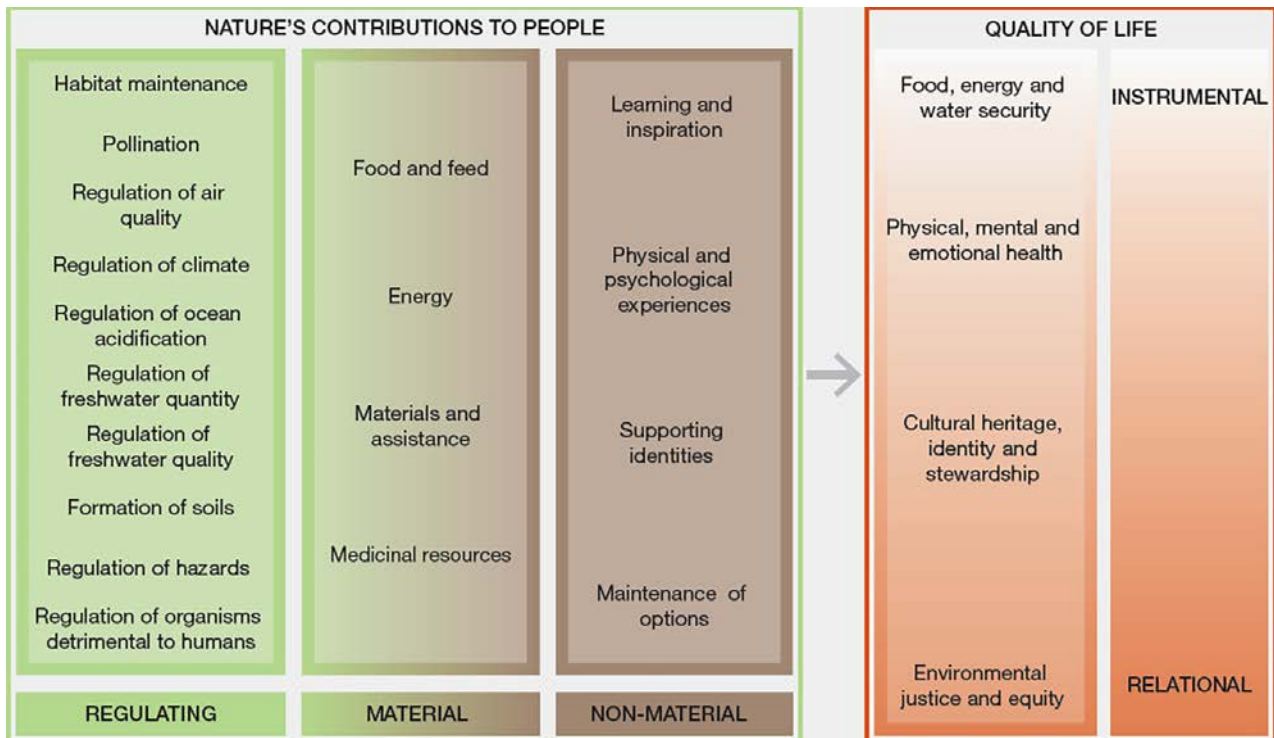 NATURE'S CONTRIBUTIONS TO PEOPLE
Habitat maintenance
Pollination
Regulation of air
quality
Regulation of climate
Regulation of ocean
acidification
Regulation of
freshwater quantity
Regulation of
freshwater quality
Formation of soils
Regulation of hazards
Regulation of organisms
detrimental to humans
REGULATING
Food and feed
Energy
Materials and
assistance
Medicinal resources
MATERIAL
Learning and
inspiration
Physical and
psychological
experiences
Supporting
identities
Maintenance of
options
NON-MATERIAL
QUALITY OF LIFE
Food, energy and
water security
Physical, mental and
emotional health
Cultural heritage,
identity and
stewardship
Environmental
justice and equity
INSTRUMENTAL
RELATIONAL